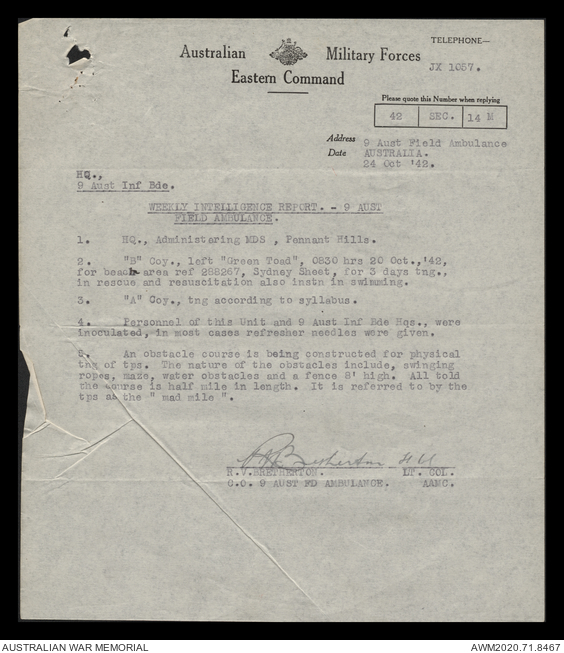 TELEPHONE—
Australian Military Forces
JX 1057.
Eastern Command
Please quote this Number when replying
42 SEC. 14 M
Address 9 Aust Field Ambulance
Date AUSTRALIA.
24 Oct '42.
HQ.,
9 Aust Inf Bde.
WEEKLY INTELLIGENCE REPORT. - 9 AUST
FIELD AMBULANCE.
1. HQ., Administering MDS , Pennant Hills.
2. "B" Coy., left "Green Toad", 0830 hrs 20 Oct.,'42,
for beach area ref 288267, Sydney Sheet, for 3 days tng.,
in rescue and resuscitation also instn in swimming.
3. "A" Coy., tng according to syllabus.
4. Personnel of this Unit and 9 Aust Inf Bde Hqs., were
inoculated, in most cases refresher needles were given.
5. An obstacle course is being constructed for physical
tng of tps. The nature of the obstacles include, swinging
ropes, maze, water obstacles and a fence 8' high. All told
the course is half mile in length. It is referred to by the
tps as the " mad mile ".
Bretherton
R.V.BRETHERTON. LT. COL.
C.O. 9 AUST FD AMBULANCE. AAMC.
AUSTRALIAN WAR MEMORIAL
AWM2020.71.8467